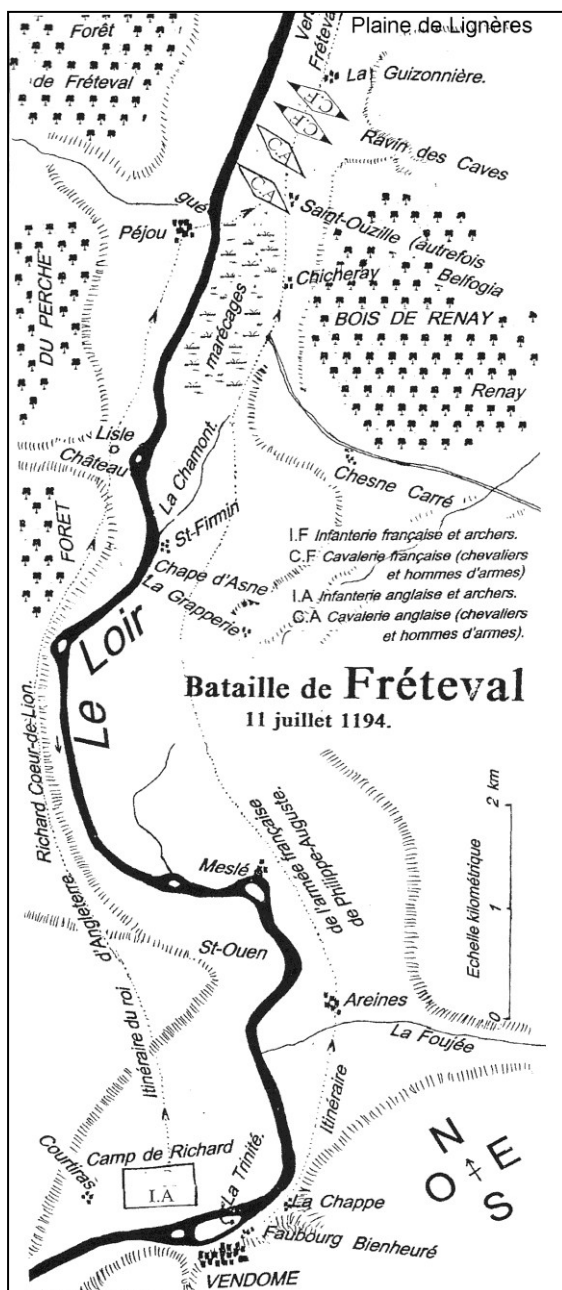 Plaine de Lignères
Forêt
de Fréteval
Vers
Fréteval
La Guizonnière.
C.F
C.F
C.A
C.A
Ravin des Caves
gué
Péjou
Saint-Ouzille (autrefois
Belfogia
Chicheray
marécages
BOIS DE RENAY
Renay
DU PERCHE
Lisle
Château
La Chamont.
Chesne Carré
FORET
St-Firmin
Chape d'Asne
La Grapperie
I.F Infanterie française et archers.
C.F Cavalerie française (chevaliers
et hommes d'armes)
I.A Infanterie anglaise et archers.
C.A Cavalerie anglaise (chevaliers
et hommes d'armes).
Le Loir
Bataille de Fréteval
11 juillet 1194.
Itinéraire du roi
d'Angleterre
Richard Coeur-de-Lion.
Meslé
Itinéraire
de l'armée française
de Philippe-Auguste.
2 km
1
0
Echelle kilométrique
St-Ouen
Areines
La Foujée
Camp de Richard
I.A
Courtiras
La Trinité.
La Chappe
Faubourg Bienheuré
VENDOME
N
E
O
S